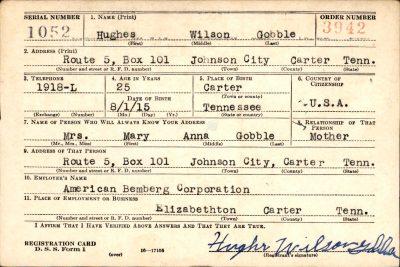 SERIAL NUMBER 1. NAME (Print) ORDER NUMBER
1052 Hughes Wilson Gobble 3942
(First) (Middle) (Last)
2. ADDRESS (Print)
Route 5, Box 101 Johnson City Carter Tenn.
(Number and street or R. F. D. number) (Town) (County) (State)
3. TELEPHONE 4. AGE IN YEARS 5. PLACE OF BIRTH 6. COUNTRY OF CITIZENSHIP
1918-L 25 Carter
DATE OF BIRTH (Town or county)
8/1/15 Tennessee U.S.A.
(Exchange) (Number) (Mo.) (Day) (Yr.) (State or country)
7. NAME OF PERSON WHO WILL ALWAYS KNOW YOUR ADDRESS 8. RELATIONSHIP OF THAT PERSON
Mrs. Mary Anna Gobble Mother
(Mr., Mrs., Miss) (First) (Middle) (Last)
9. ADDRESS OF THAT PERSON
Route 5, Box 101 Johnson City, Carter Tenn.
(Number and street or R. F. D. number) (Town) (County) (State)
10. EMPLOYER'S NAME
American Bemberg Corporation
11. PLACE OF EMPLOYMENT OR BUSINESS
Elizabethton Carter Tenn.
(Number and street or R. F. D. number) (Town) (County) (State)
I AFFIRM THAT I HAVE VERIFIED ABOVE ANSWERS AND THAT THEY ARE TRUE.
REGISTRATION CARD
D. S. S. Form 1 (over) 16—17105 Hughes Wilson Gobble
(Registrant's signature)